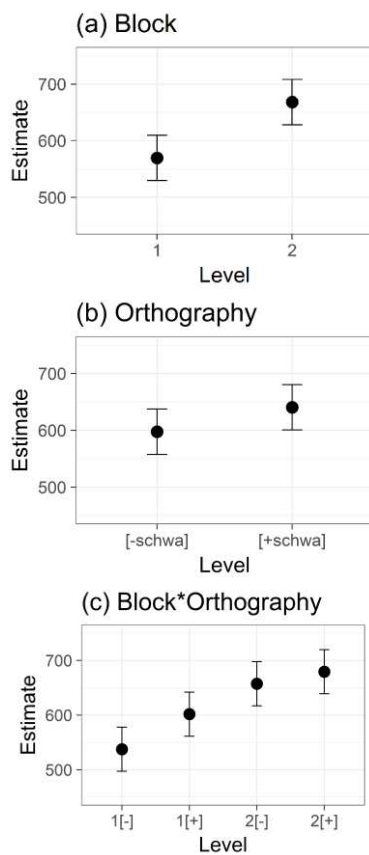 (a) Block
Estimate
700
600
500
1 2
Level
(b) Orthography
Estimate
700
600
500
[-schwa] [+schwa]
Level
(c) Block*Orthography
Estimate
700
600
500
1[-] 1[+] 2[-] 2[+]
Level